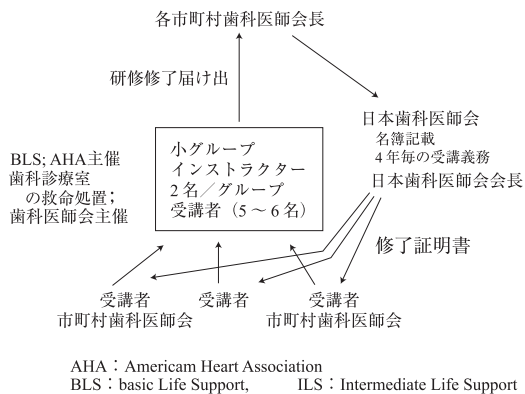 各市町村歯科医師会長
研修修了届け出
日本歯科医師会
名簿記載
4年毎の受講義務
日本歯科医師会会長
BLS; AHA主催
歯科診療室
の救命処置；
歯科医師会主催
小グループ
インストラクター
2名／グループ
受講者（5～6名）
修了証明書
受講者
市町村歯科医師会
受講者
受講者
市町村歯科医師会
AHA：Americam Heart Association
BLS：basic Life Support, ILS：Intermediate Life Support